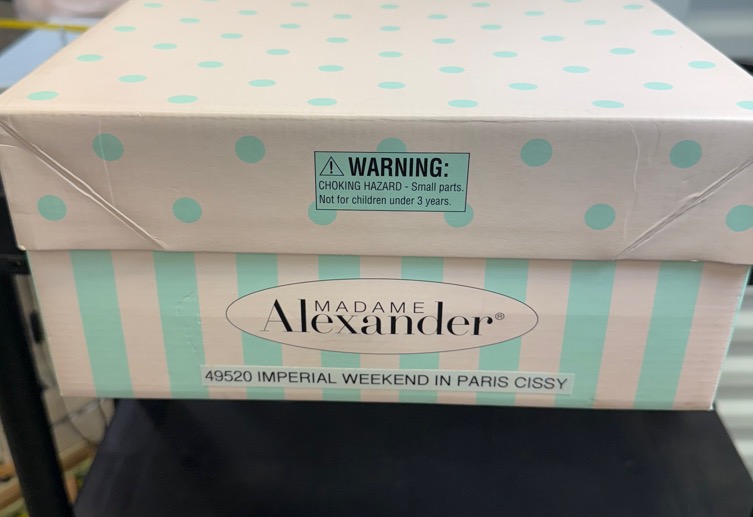 WARNING:
CHOKING HAZARD - Small parts.
Not for children under 3 years.
MADAME
Alexander®
49520 IMPERIAL WEEKEND IN PARIS CISSY